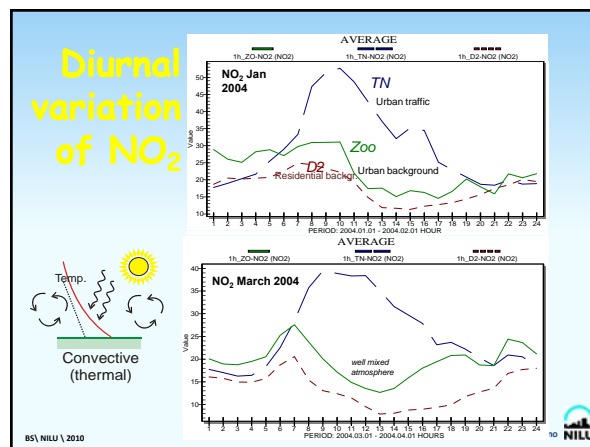 Diurnal
variation
of NO2
AVERAGE
1h_ZO-NO2 (NO2) 1h_TN-NO2 (NO2) 1h_D2-NO2 (NO2)
NO2 Jan
2004
TN
Urban traffic
Zoo
D2
Urban background
Residential backgr.
Value
50
45
40
35
30
25
20
15
10
1 2 3 4 5 6 7 8 9 10 11 12 13 14 15 16 17 18 19 20 21 22 23 24
PERIOD: 2004.01.01 - 2004.02.01 HOUR
AVERAGE
1h_ZO-NO2 (NO2) 1h_TN-NO2 (NO2) 1h_D2-NO2 (NO2)
NO2 March 2004
well mixed
atmosphere
Value
40
35
30
25
20
15
10
1 2 3 4 5 6 7 8 9 10 11 12 13 14 15 16 17 18 19 20 21 22 23 24
PERIOD: 2004.03.01 - 2004.04.01 HOURS
Temp.
Convective
(thermal)
BS\ NILU \ 2010
no
NILU